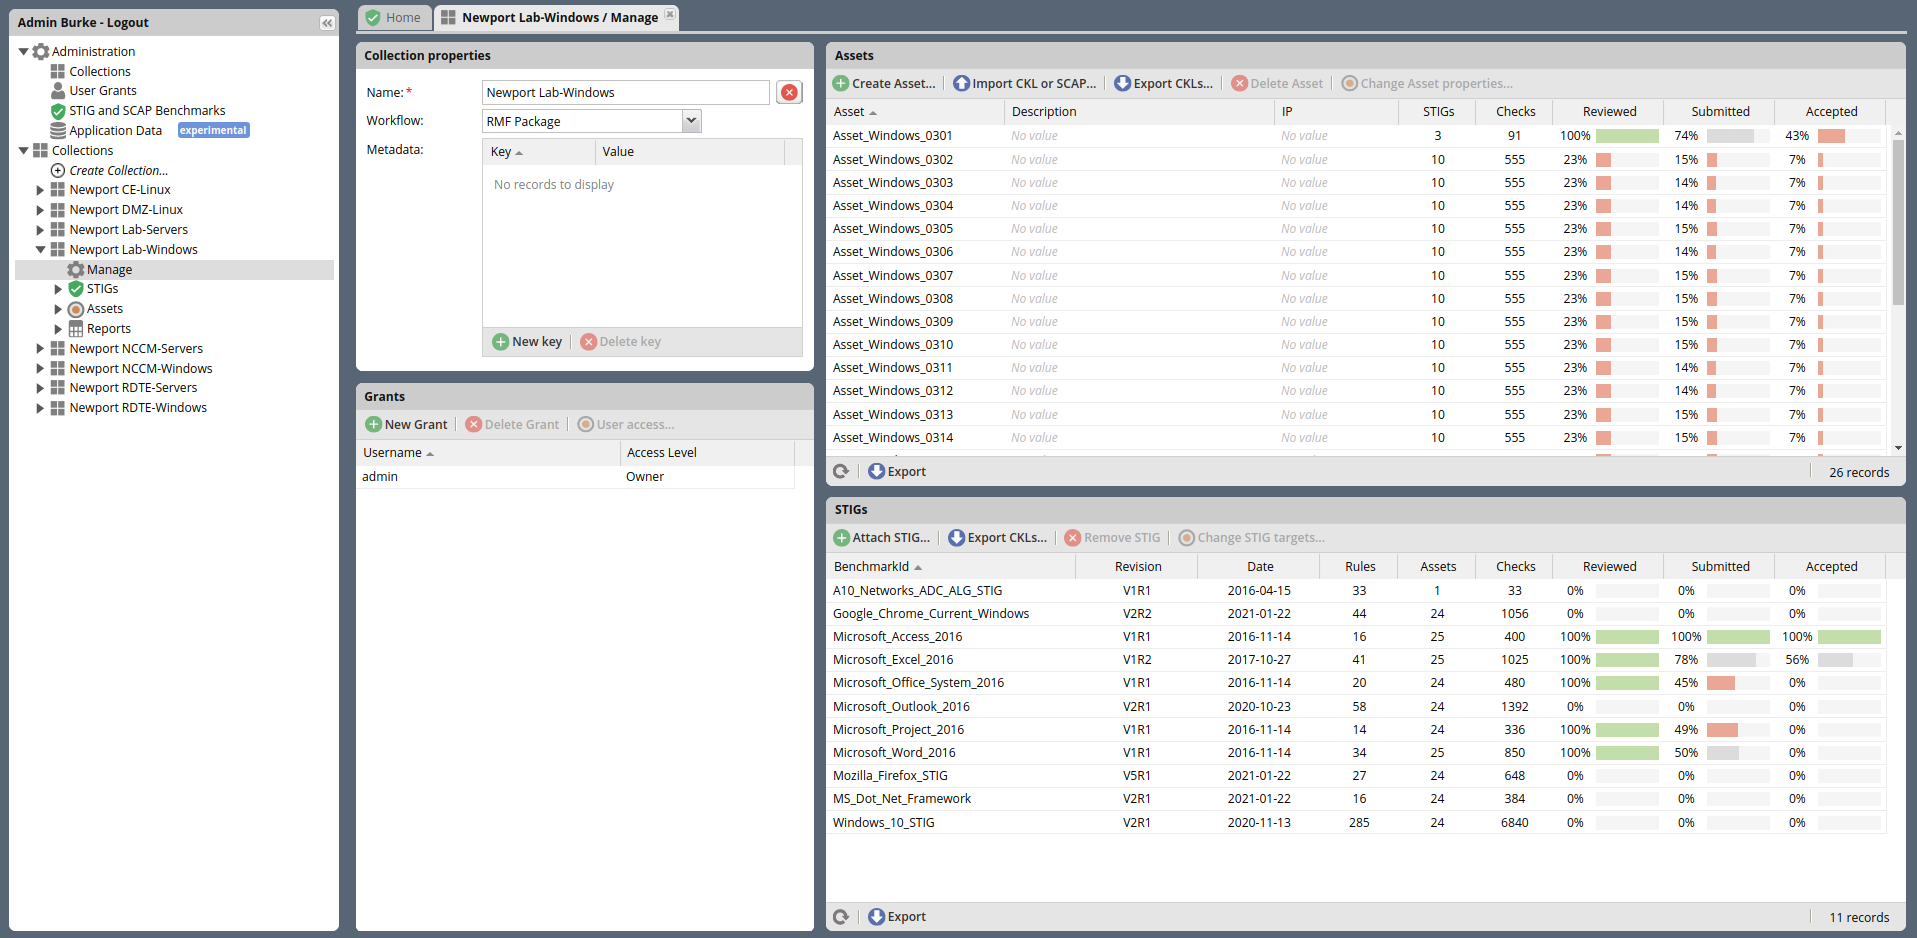 Admin Burke - Logout
Administration
Collections
User Grants
STIG and SCAP Benchmarks
Application Data experimental
Collections
Create Collection...
Newport CE-Linux
Newport DMZ-Linux
Newport Lab-Servers
Newport Lab-Windows
Manage
STIGs
Assets
Reports
Newport NCCM-Servers
Newport NCCM-Windows
Newport RDTE-Servers
Newport RDTE-Windows
Home Newport Lab-Windows / Manage
Collection properties
Name:* Newport Lab-Windows
Workflow: RMF Package
Metadata: Key Value
No records to display
New key Delete key
Grants
New Grant Delete Grant User access...
Username Access Level
admin Owner
Assets
Create Asset... Import CKL or SCAP... Export CKLs... Delete Asset Change Asset properties...
Asset Description IP STIGs Checks Reviewed Submitted Accepted
Asset_Windows_0301 No value No value 3 91 100% 74% 43%
Asset_Windows_0302 No value No value 10 555 23% 15% 7%
Asset_Windows_0303 No value No value 10 555 23% 14% 7%
Asset_Windows_0304 No value No value 10 555 23% 14% 7%
Asset_Windows_0305 No value No value 10 555 23% 15% 7%
Asset_Windows_0306 No value No value 10 555 23% 14% 7%
Asset_Windows_0307 No value No value 10 555 23% 15% 7%
Asset_Windows_0308 No value No value 10 555 23% 15% 7%
Asset_Windows_0309 No value No value 10 555 23% 15% 7%
Asset_Windows_0310 No value No value 10 555 23% 15% 7%
Asset_Windows_0311 No value No value 10 555 23% 14% 7%
Asset_Windows_0312 No value No value 10 555 23% 14% 7%
Asset_Windows_0313 No value No value 10 555 23% 15% 7%
Asset_Windows_0314 No value No value 10 555 23% 15% 7%
Export 26 records
STIGs
Attach STIG... Export CKLs... Remove STIG Change STIG targets...
BenchmarkId Revision Date Rules Assets Checks Reviewed Submitted Accepted
A10_Networks_ADC_ALG_STIG V1R1 2016-04-15 33 1 33 0% 0% 0%
Google_Chrome_Current_Windows V2R2 2021-01-22 44 24 1056 0% 0% 0%
Microsoft_Access_2016 V1R1 2016-11-14 16 25 400 100% 100% 100%
Microsoft_Excel_2016 V1R2 2017-10-27 41 25 1025 100% 78% 56%
Microsoft_Office_System_2016 V1R1 2016-11-14 20 24 480 100% 45% 0%
Microsoft_Outlook_2016 V2R1 2020-10-23 58 24 1392 0% 0% 0%
Microsoft_Project_2016 V1R1 2016-11-14 14 24 336 100% 49% 0%
Microsoft_Word_2016 V1R1 2016-11-14 34 25 850 100% 50% 0%
Mozilla_Firefox_STIG V5R1 2021-01-22 27 24 648 0% 0% 0%
MS_Dot_Net_Framework V2R1 2021-01-22 16 24 384 0% 0% 0%
Windows_10_STIG V2R1 2020-11-13 285 24 6840 0% 0% 0%
Export 11 records